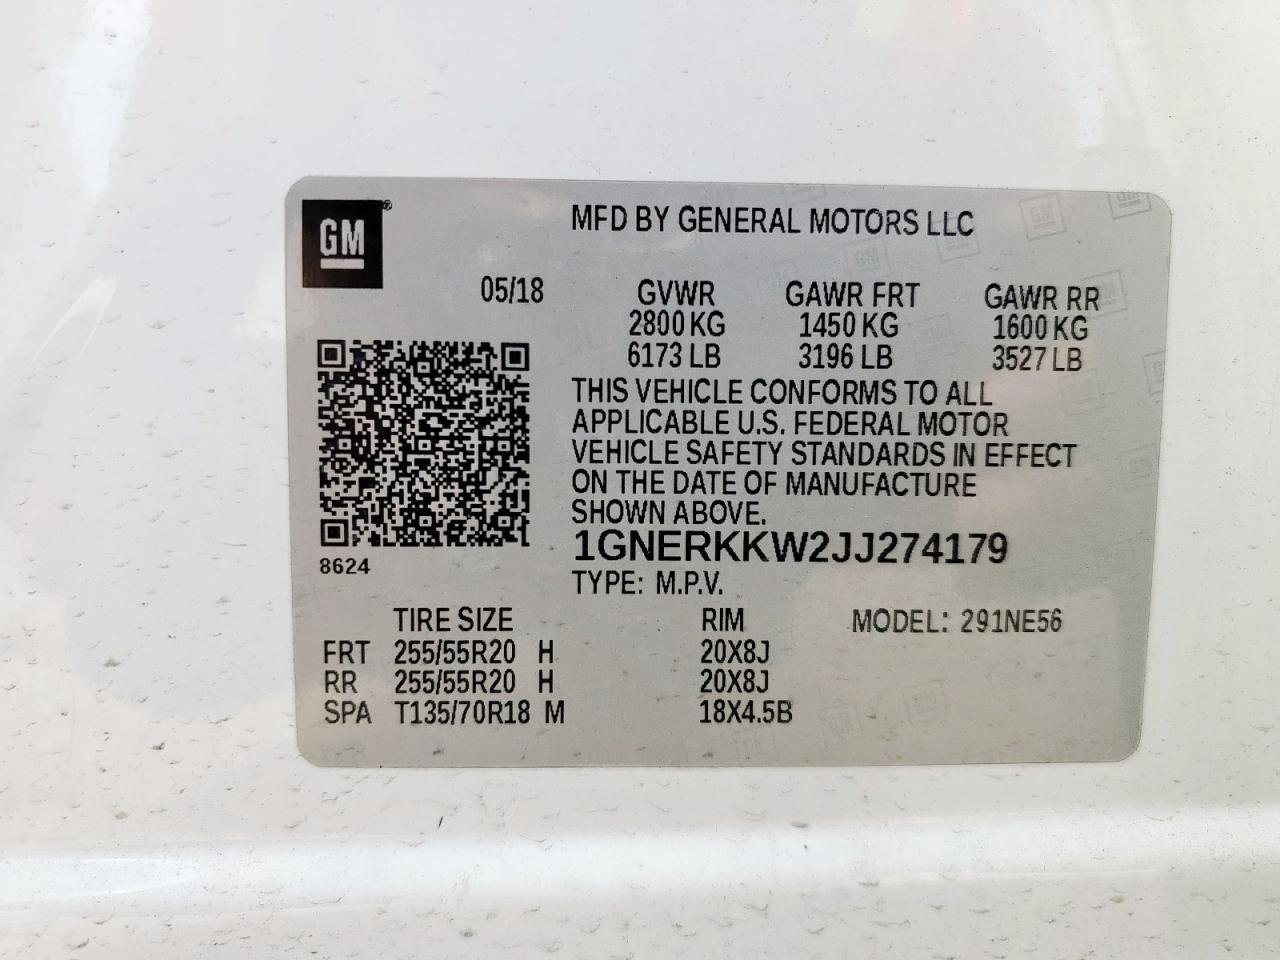 GM®
MFD BY GENERAL MOTORS LLC
05/18
GVWR GAWR FRT GAWR RR
2800 KG 1450 KG 1600 KG
6173 LB 3196 LB 3527 LB
THIS VEHICLE CONFORMS TO ALL
APPLICABLE U.S. FEDERAL MOTOR
VEHICLE SAFETY STANDARDS IN EFFECT
ON THE DATE OF MANUFACTURE
SHOWN ABOVE.
1GNERKKW2JJ274179
8624
TYPE: M.P.V.
TIRE SIZE RIM MODEL: 291NE56
FRT 255/55R20 H 20X8J
RR 255/55R20 H 20X8J
SPA T135/70R18 M 18X4.5B